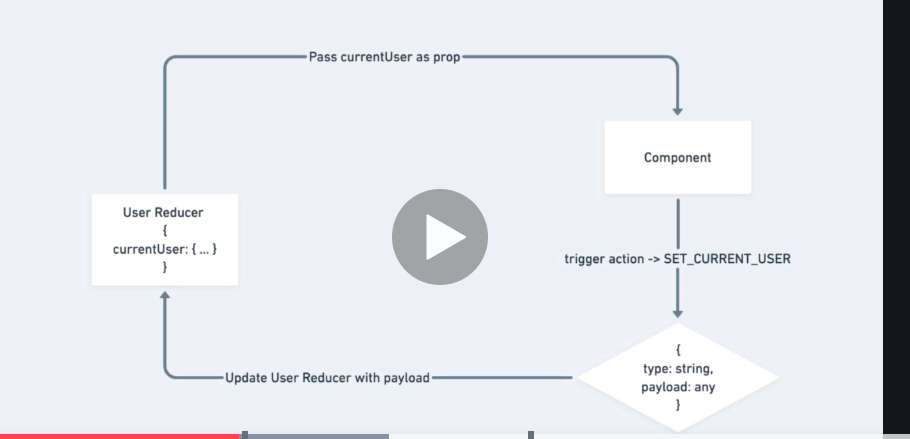 Pass currentUser as prop
Component
User Reducer
{
currentUser: { ... }
}
trigger action -> SET_CURRENT_USER
{
type: string,
payload: any
}
Update User Reducer with payload